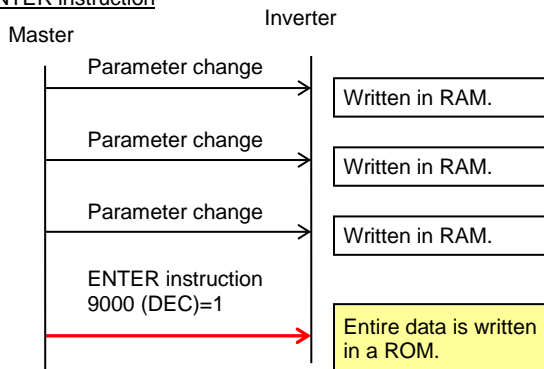 NTER instruction
Master
Inverter
Parameter change
Written in RAM.
Parameter change
Written in RAM.
Parameter change
Written in RAM.
ENTER instruction
9000 (DEC)=1
Entire data is written
in a ROM.